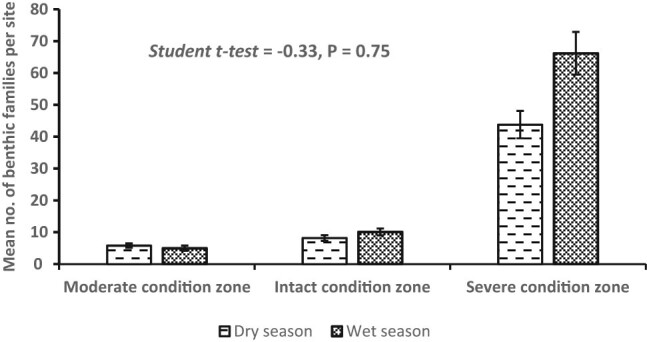 Mean no. of benthic families per site
80
70
60
50
40
30
20
10
0
Student t-test = -0.33, P = 0.75
Moderate condition zone Intact condition zone Severe condition zone
Dry season Wet season